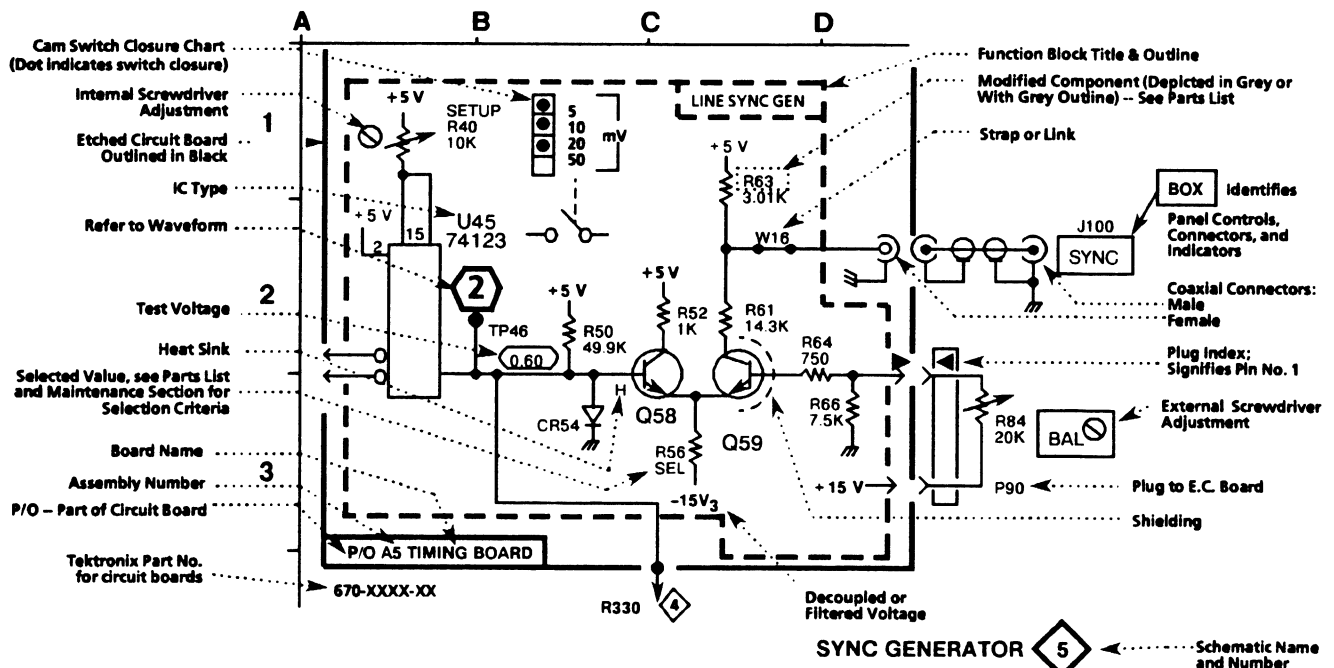 A B C D
Cam Switch Closure Chart
(Dot indicates switch closure)
Internal Screwdriver
Adjustment
1
Etched Circuit Board
Outlined in Black
IC Type
Refer to Waveform
2
Test Voltage
Heat Sink
Selected Value, see Parts List
and Maintenance Section for
Selection Criteria
Board Name
3
Assembly Number
P/O – Part of Circuit Board
Tektronix Part No.
for circuit boards
+5 V
SETUP
R40
10K
5
10
20
50
mV
LINE SYNC GEN
+5 V
R63
3.01K
W16
+5 V
2
15
U45
74123
2
TP46
0.60
+5 V
R50
49.9K
+5 V
R52
1K
R61
14.3K
R64
750
R66
7.5K
CR54
H
Q58
Q59
R56
SEL
–15V3
+15 V
R84
20K
P90
BAL
J100
SYNC
BOX
identifies
Panel Controls,
Connectors, and
Indicators
Function Block Title & Outline
Modified Component (Depicted in Grey or
With Grey Outline) -- See Parts List
Strap or Link
Coaxial Connectors:
Male
Female
Plug Index;
Signifies Pin No. 1
External Screwdriver
Adjustment
Plug to E.C. Board
Shielding
P/O A5 TIMING BOARD
670-XXXX-XX
R330
4
Decoupled or
Filtered Voltage
SYNC GENERATOR
5
Schematic Name
and Number